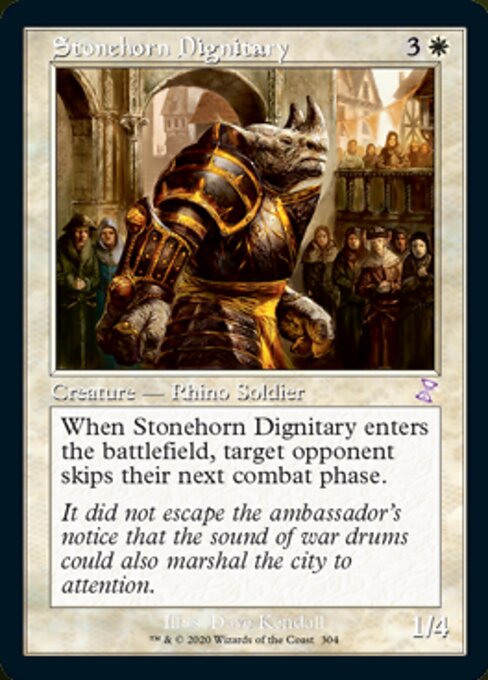 Stonehorn Dignitary 3
Creature — Rhino Soldier
When Stonehorn Dignitary enters
the battlefield, target opponent
skips their next combat phase.
It did not escape the ambassador's
notice that the sound of war drums
could also marshal the city to
attention.
Illus. Dave Kendall
1/4
™ & © 2020 Wizards of the Coast 304